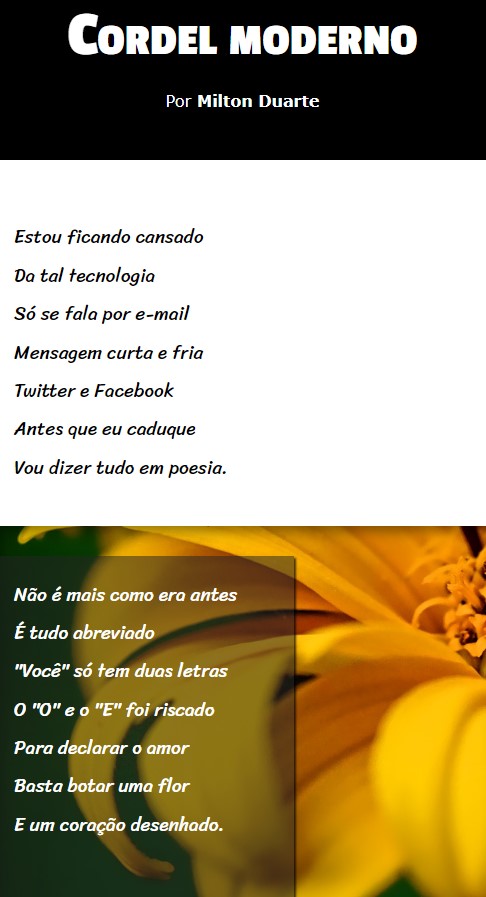 Cordel moderno
Por Milton Duarte
Estou ficando cansado
Da tal tecnologia
Só se fala por e-mail
Mensagem curta e fria
Twitter e Facebook
Antes que eu caduque
Vou dizer tudo em poesia.
Não é mais como era antes
É tudo abreviado
"Você" só tem duas letras
O "O" e o "E" foi riscado
Para declarar o amor
Basta botar uma flor
E um coração desenhado.